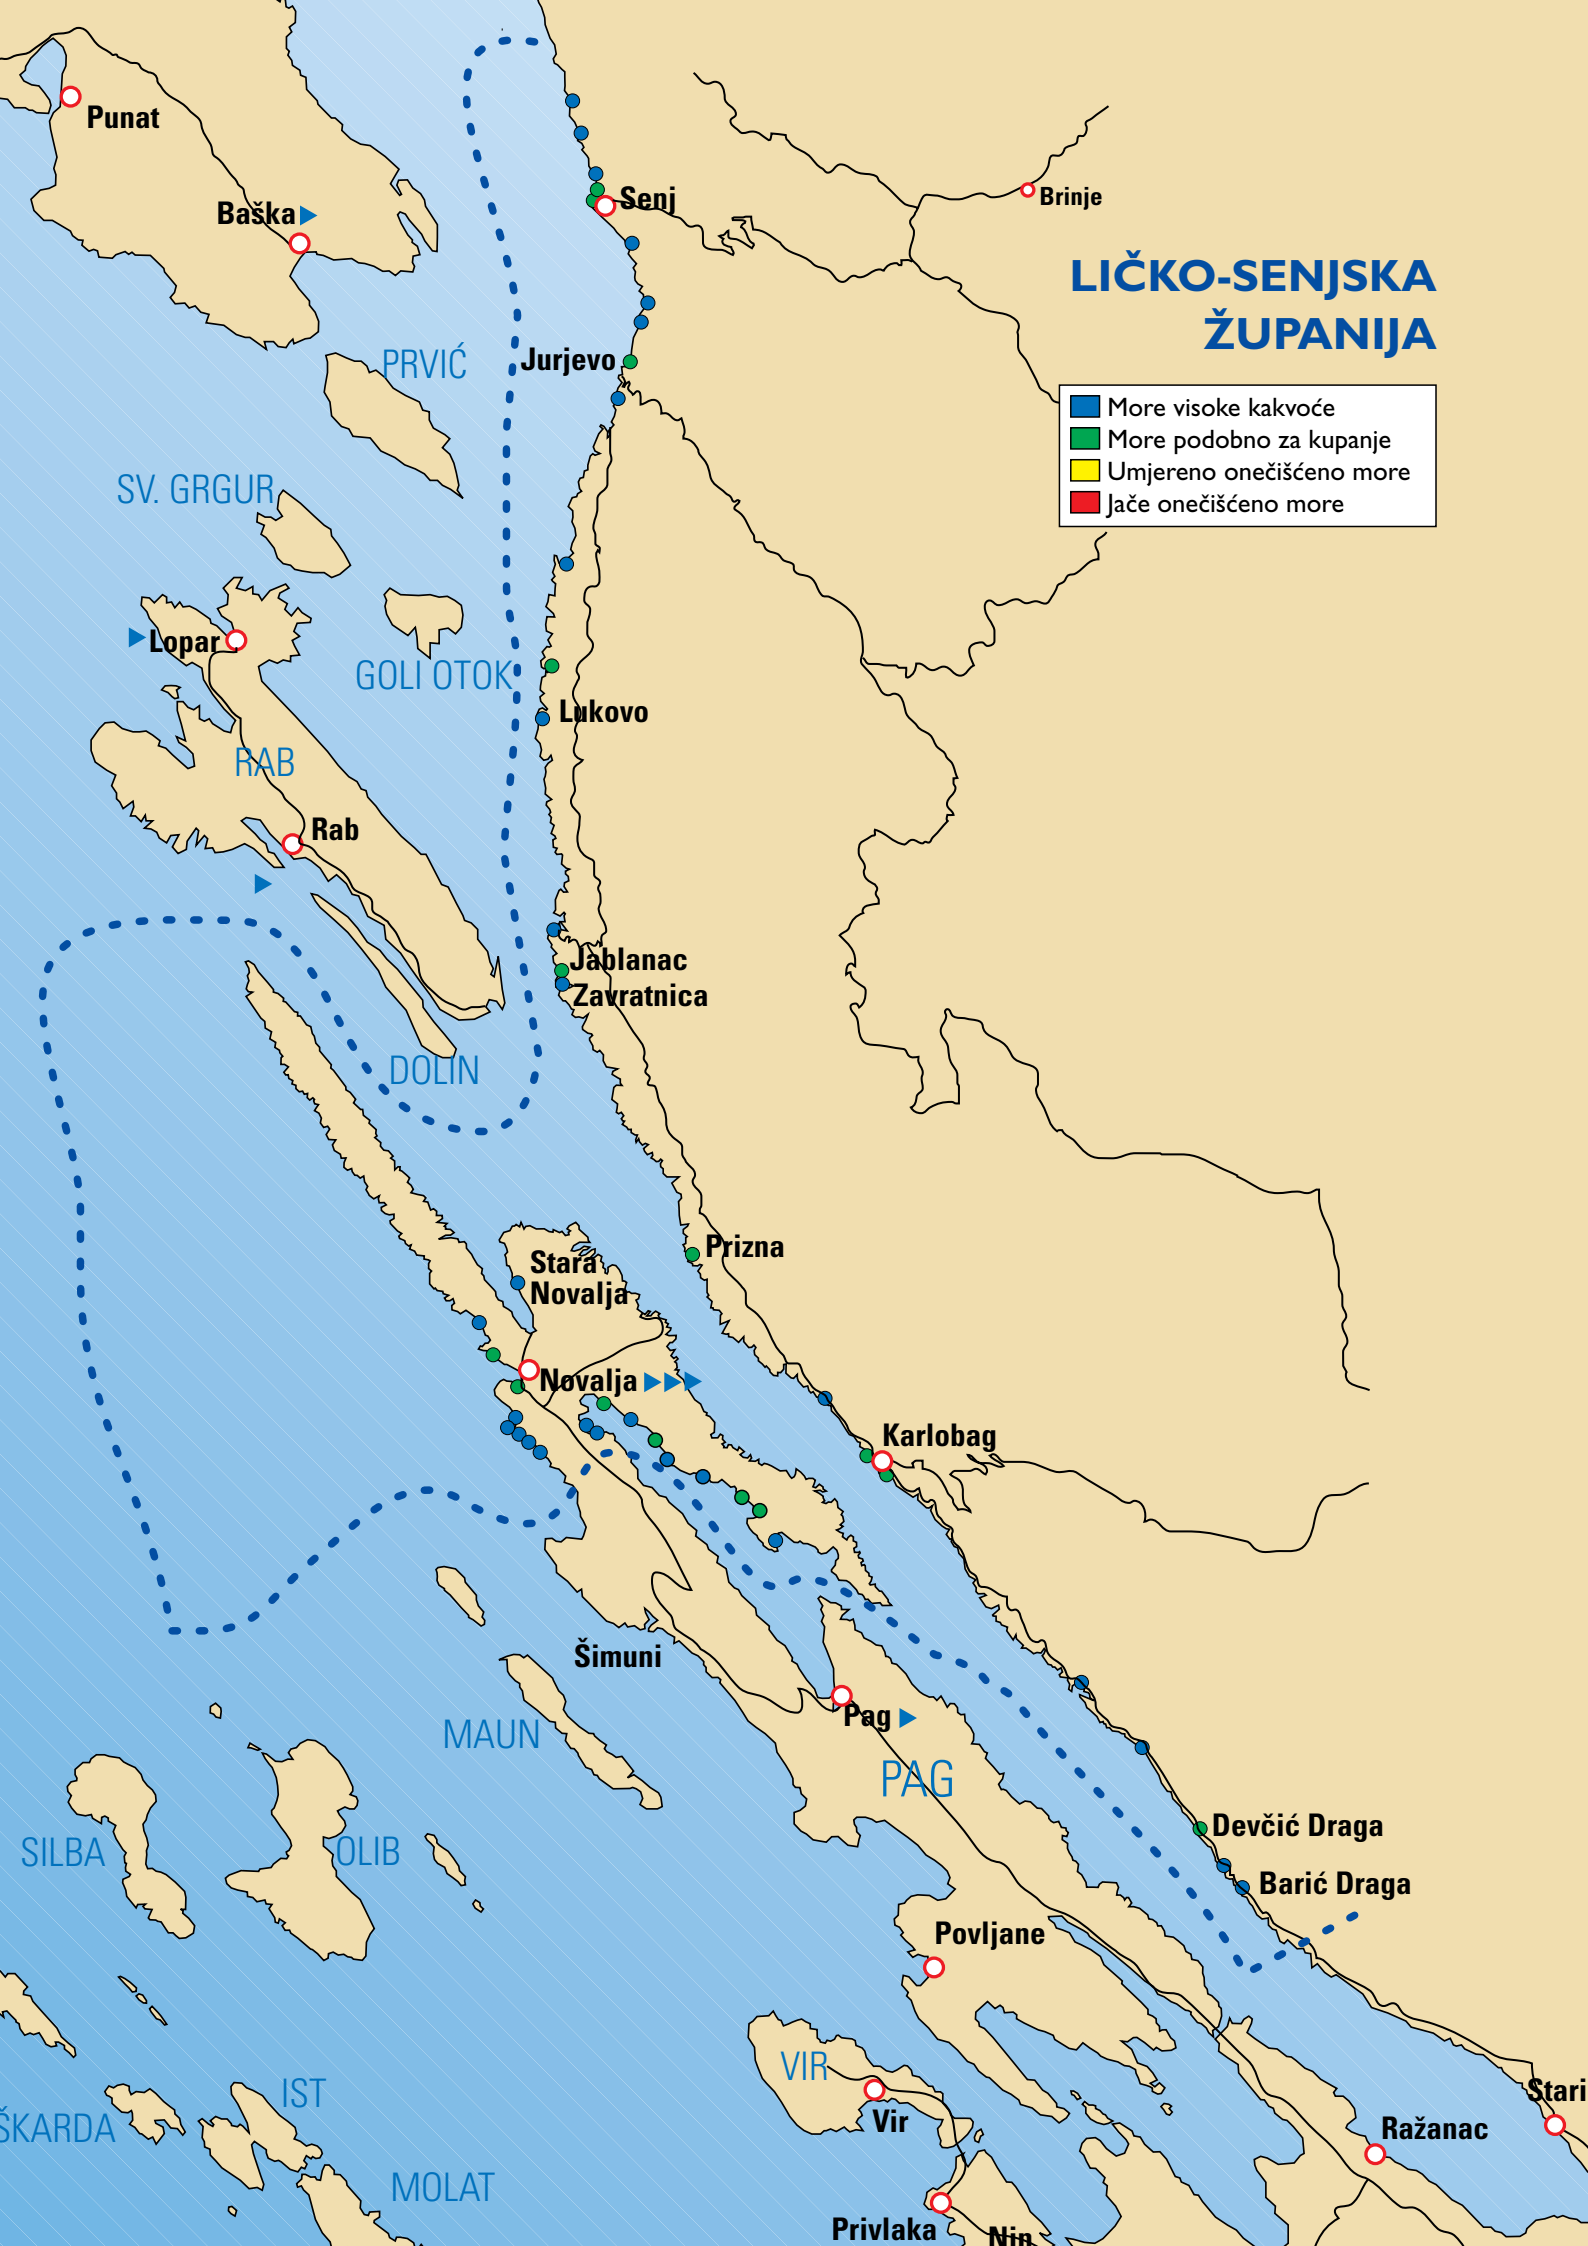 Punat
Baška
Senj
Brinje
LIČKO-SENJSKA
ŽUPANIJA
PRVIĆ
Jurjevo
More visoke kakvoće
More podobno za kupanje
Umjereno onečišćeno more
Jače onečišćeno more
SV. GRGUR
Lopar
GOLI OTOK
Lukovo
RAB
Rab
Jablanac
Zavratnica
DOLIN
Prizna
Stara
Novalja
Novalja
Karlobag
Šimuni
Pag
MAUN
PAG
SILBA
OLIB
Devčić Draga
Barić Draga
Povljane
VIR
IST
Stari
ŠKARDA
Vir
Ražanac
MOLAT
Privlaka
Nin